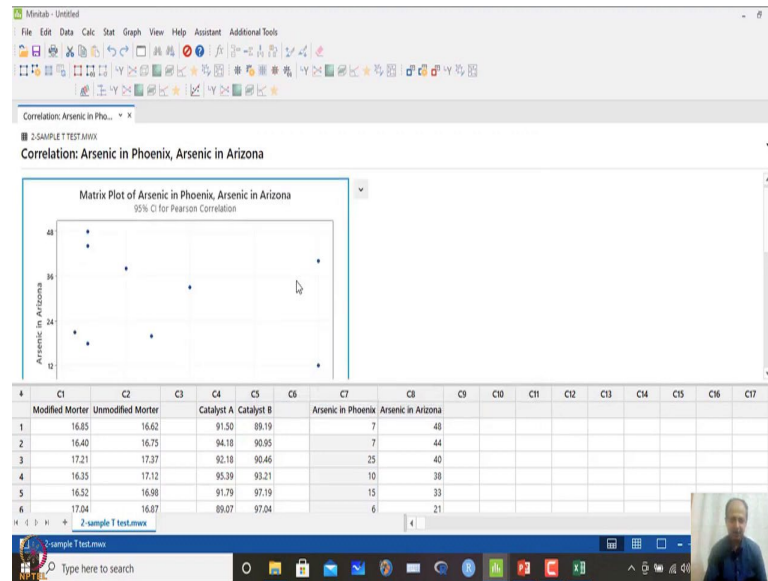 Minitab - Untitled
File Edit Data Calc Stat Graph View Help Assistant Additional Tools
Correlation: Arsenic in Pho...
2-SAMPLE T TEST.MWX
Correlation: Arsenic in Phoenix, Arsenic in Arizona
Matrix Plot of Arsenic in Phoenix, Arsenic in Arizona
95% CI for Pearson Correlation
48
36
24
12
Arsenic in Arizona
C1 C2 C3 C4 C5 C6 C7 C8 C9 C10 C11 C12 C13 C14 C15 C16 C17
Modified Morter Unmodified Morter Catalyst A Catalyst B Arsenic in Phoenix Arsenic in Arizona
1 16.85 16.62 91.50 89.19 7 48
2 16.40 16.75 94.18 90.95 7 44
3 17.21 17.37 92.18 90.46 25 40
4 16.35 17.12 95.39 93.21 10 38
5 16.52 16.98 91.79 97.19 15 33
6 17.04 16.87 89.07 97.04 6 21
2-sample T test.mwx
2-sample T test.mwx
Type here to search
NPTEL